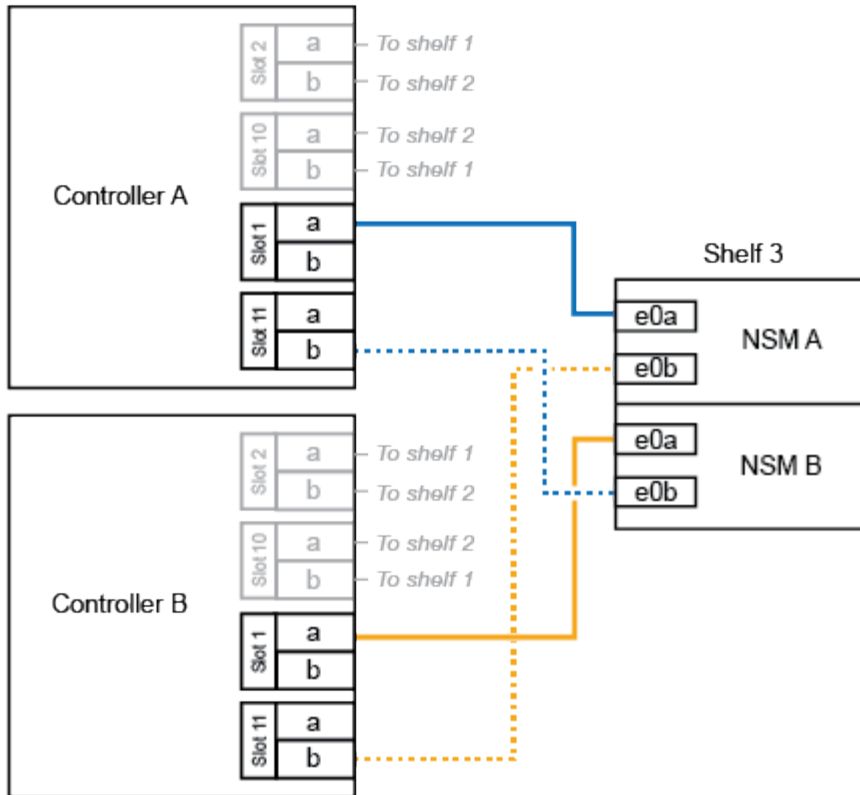 Controller A
Slot 2
a
To shelf 1
b
To shelf 2
Slot 10
a
To shelf 2
b
To shelf 1
Slot 1
a
b
Slot 11
a
b
Shelf 3
e0a
NSM A
e0b
e0a
NSM B
e0b
Controller B
Slot 2
a
To shelf 1
b
To shelf 2
Slot 10
a
To shelf 2
b
To shelf 1
Slot 1
a
b
Slot 11
a
b